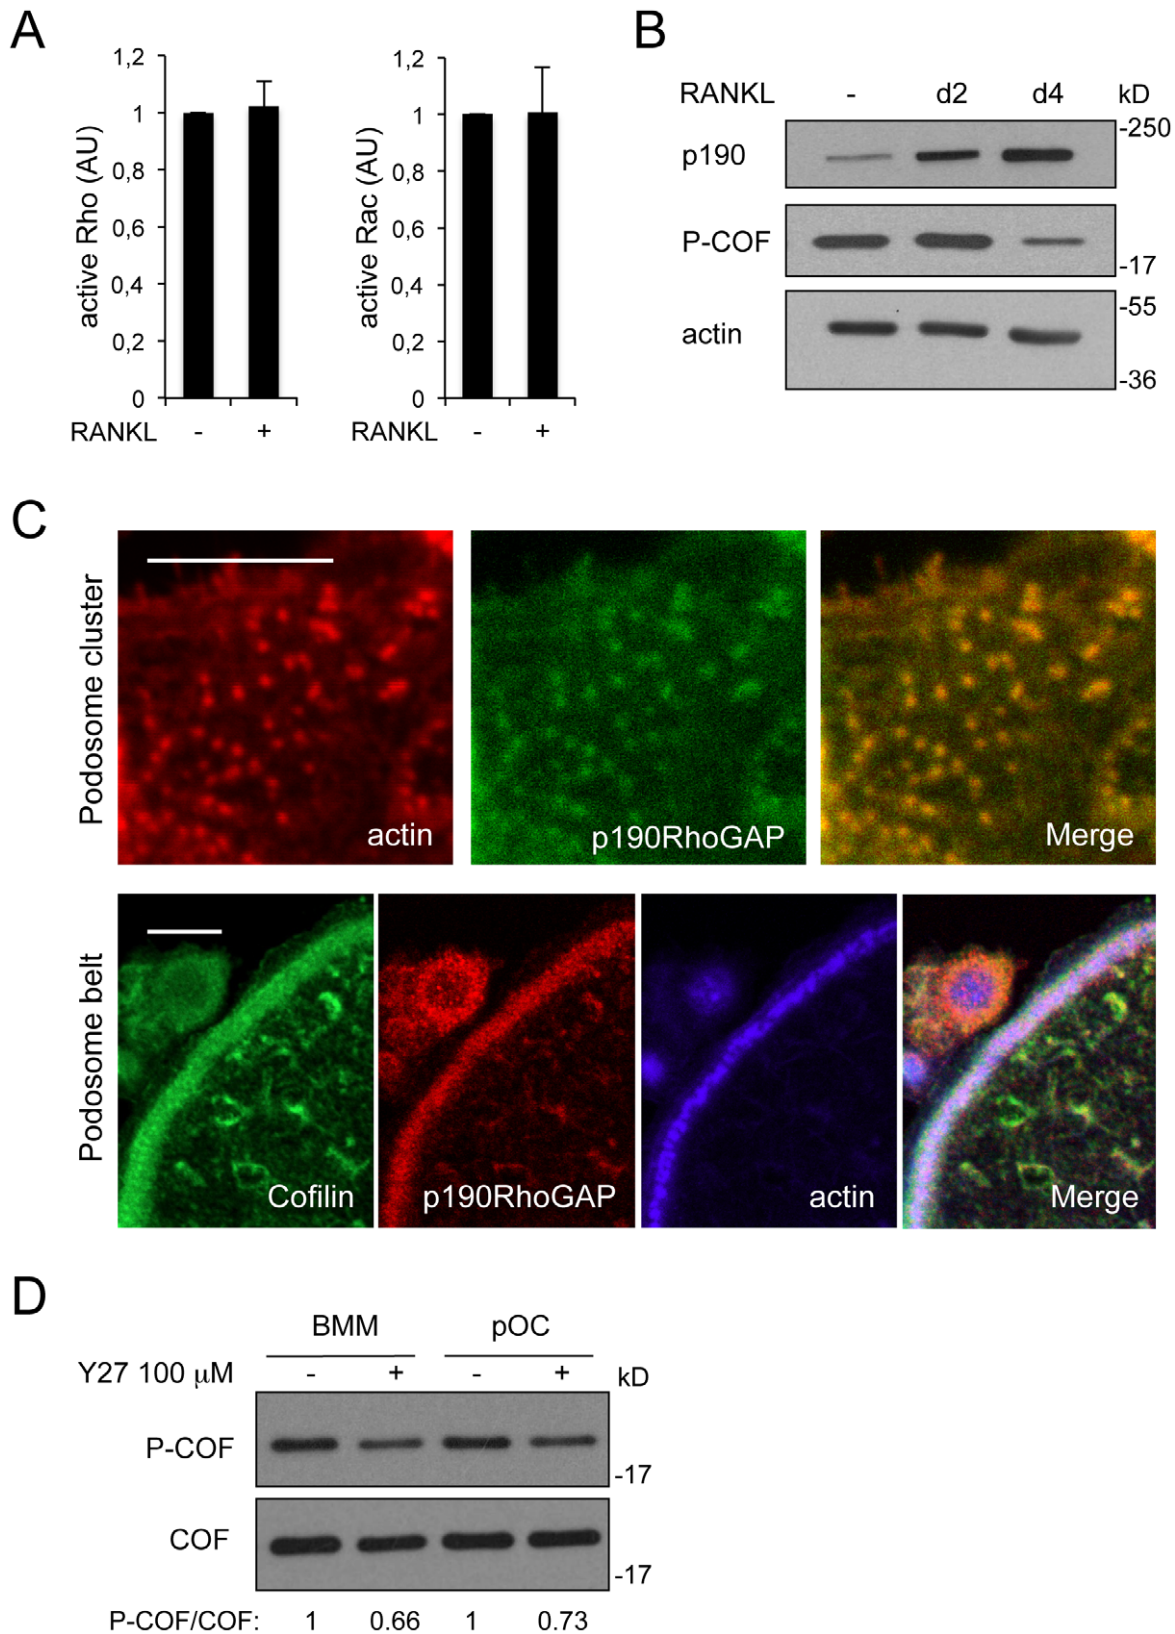 A
1,2
1
0,8
0,6
0,4
0,2
0
active Rho (AU)
RANKL - +
1,2
1
0,8
0,6
0,4
0,2
0
active Rac (AU)
RANKL - +
B
RANKL - d2 d4 kD
p190
-250
P-COF
-17
actin
-55
-36
C
Podosome cluster
actin
p190RhoGAP
Merge
Podosome belt
Cofilin
p190RhoGAP
actin
Merge
D
BMM pOC
Y27 100 μM - + - + kD
P-COF
-17
COF
-17
P-COF/COF: 1 0.66 1 0.73